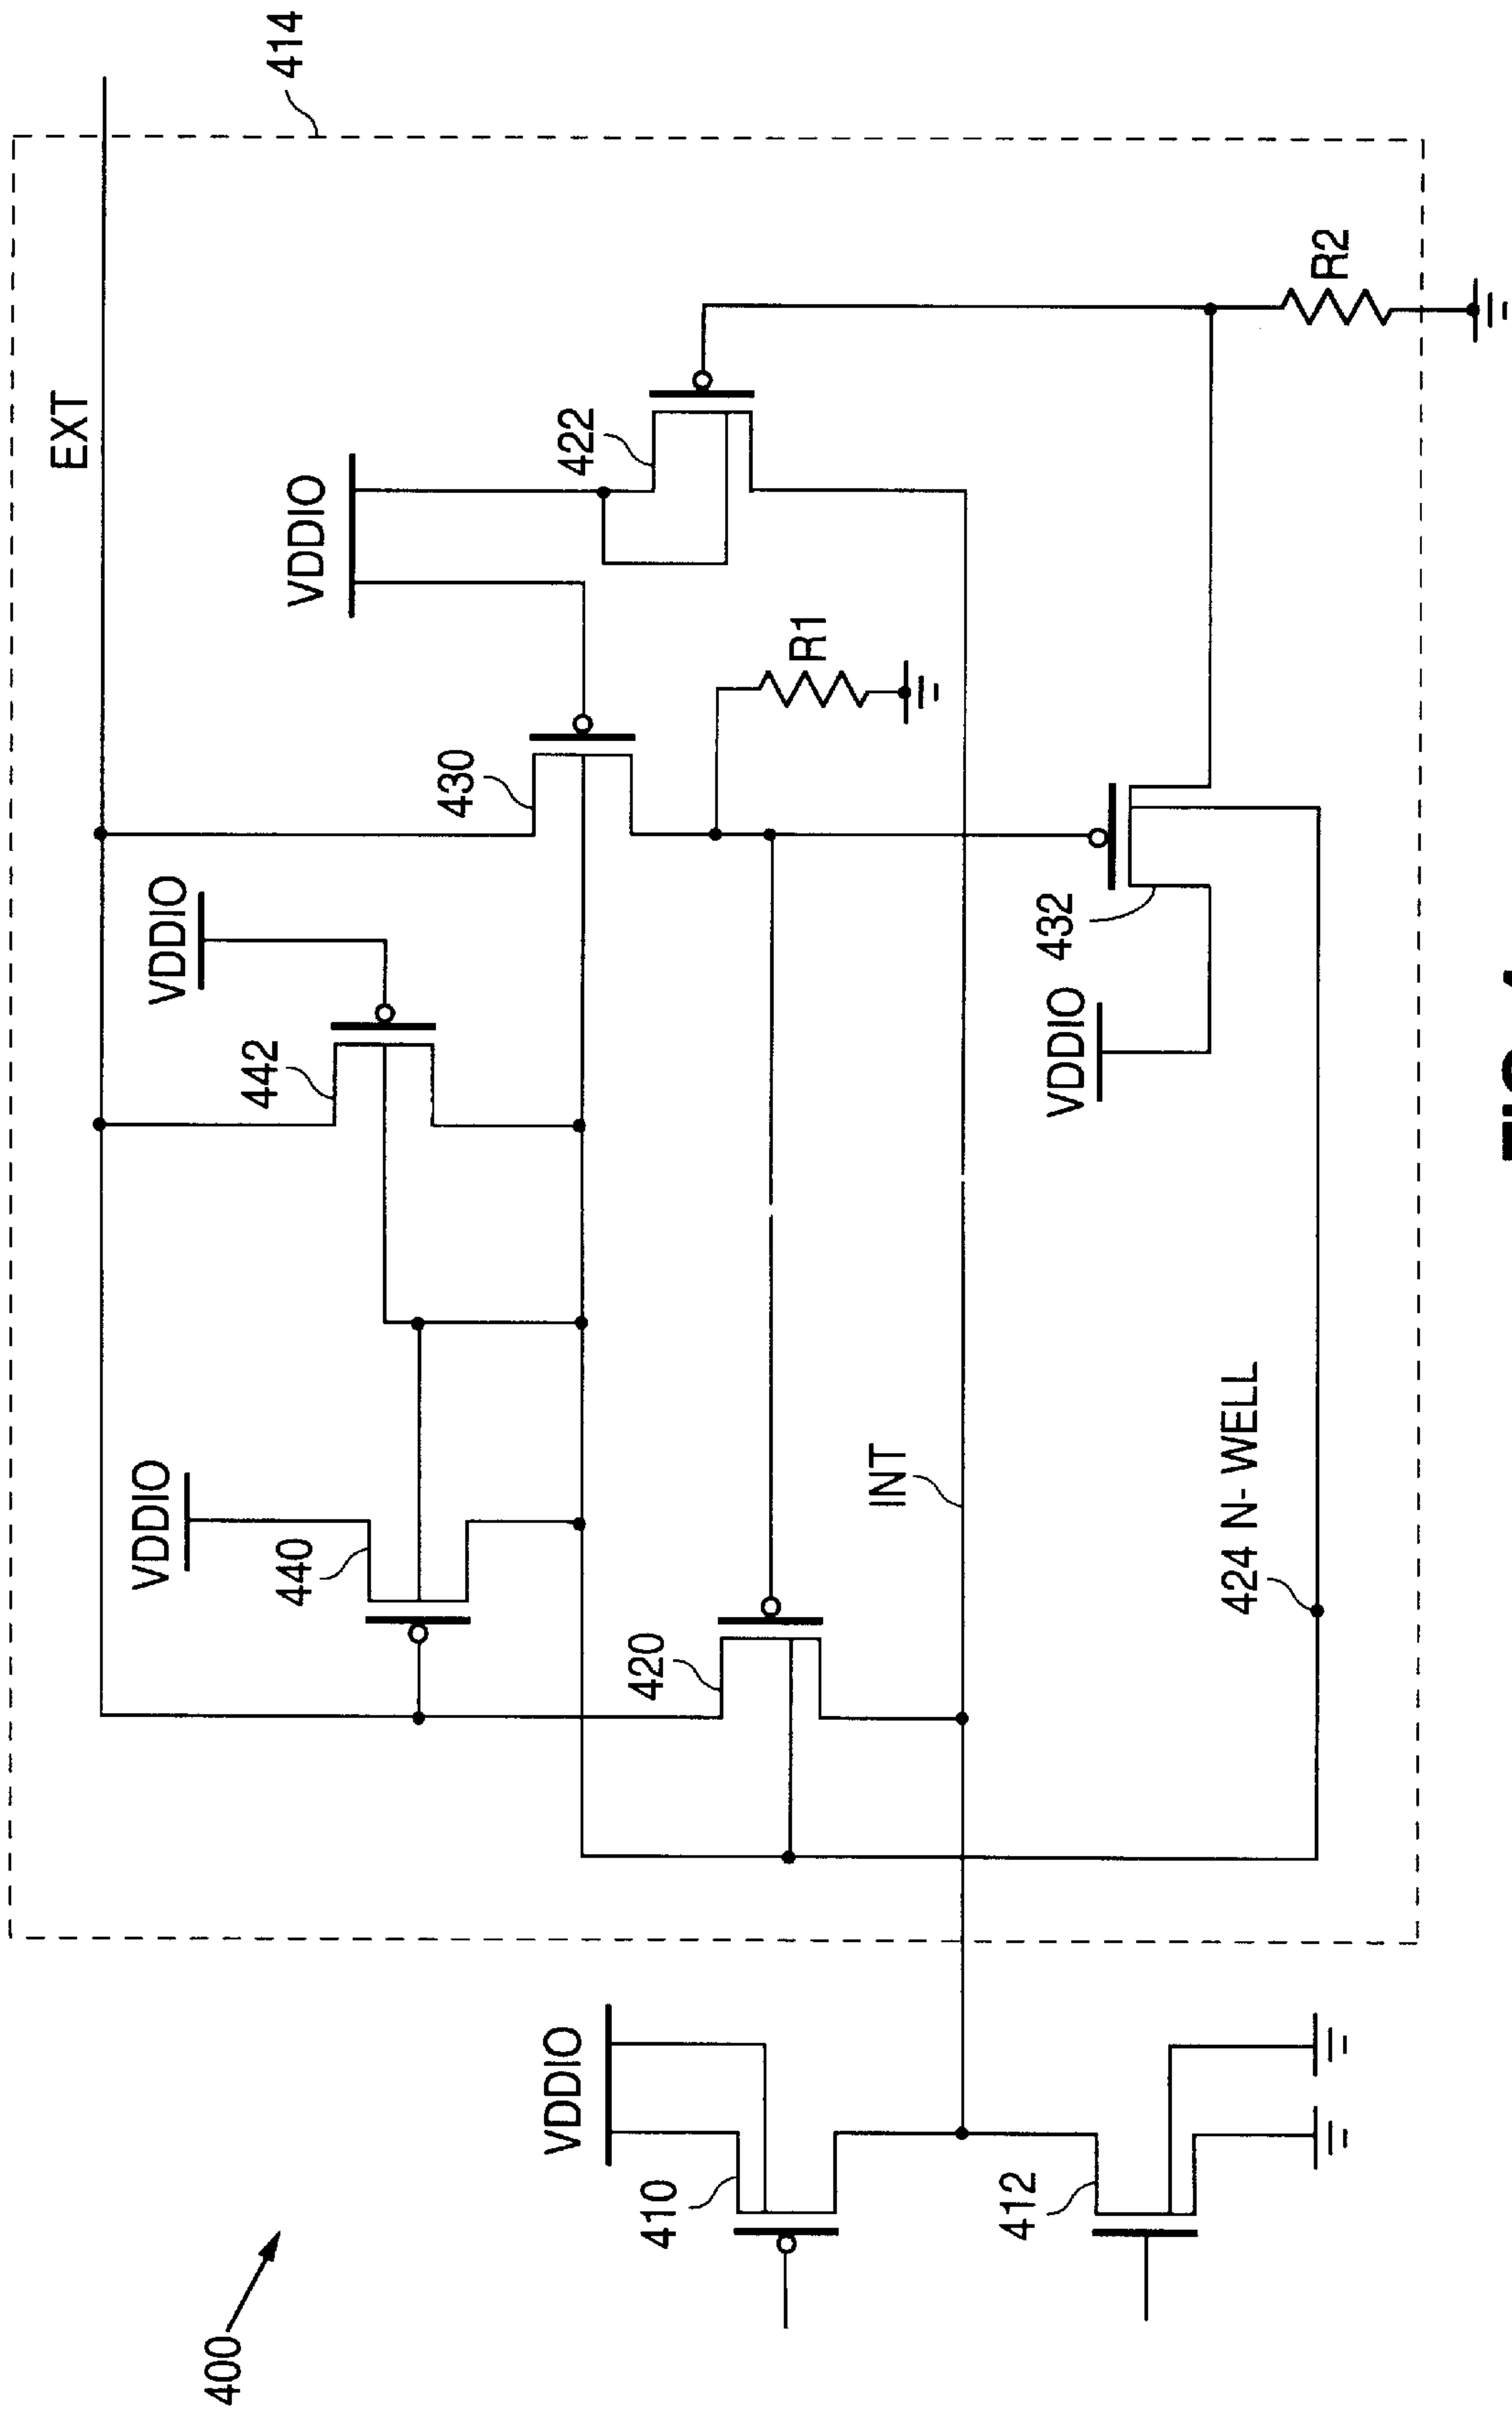 EXT
VDDIO
VDDIO
400
442
414
440
VDDIO
430
VDDIO
422
420
410
R1
INT
412
VDDIO
432
424 N-WELL
R2